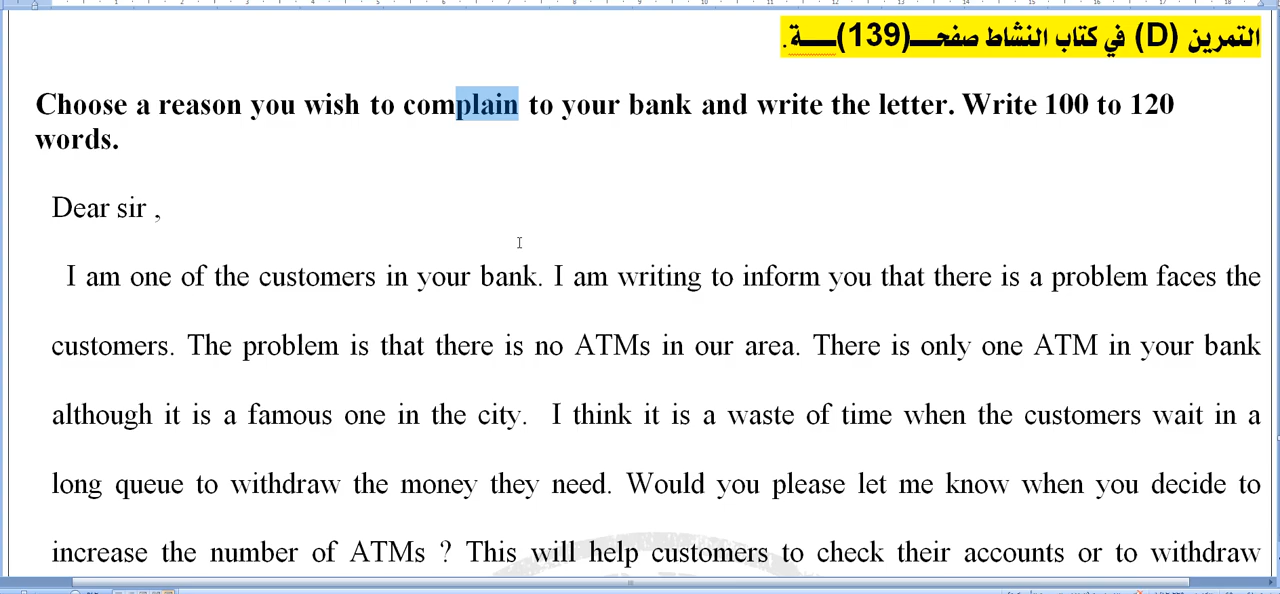 التمرين (D) في كتاب النشاط صفحـــ(139)ــــة.
Choose a reason you wish to complain to your bank and write the letter. Write 100 to 120
words.
Dear sir ,
I am one of the customers in your bank. I am writing to inform you that there is a problem faces the
customers. The problem is that there is no ATMs in our area. There is only one ATM in your bank
although it is a famous one in the city. I think it is a waste of time when the customers wait in a
long queue to withdraw the money they need. Would you please let me know when you decide to
increase the number of ATMs ? This will help customers to check their accounts or to withdraw